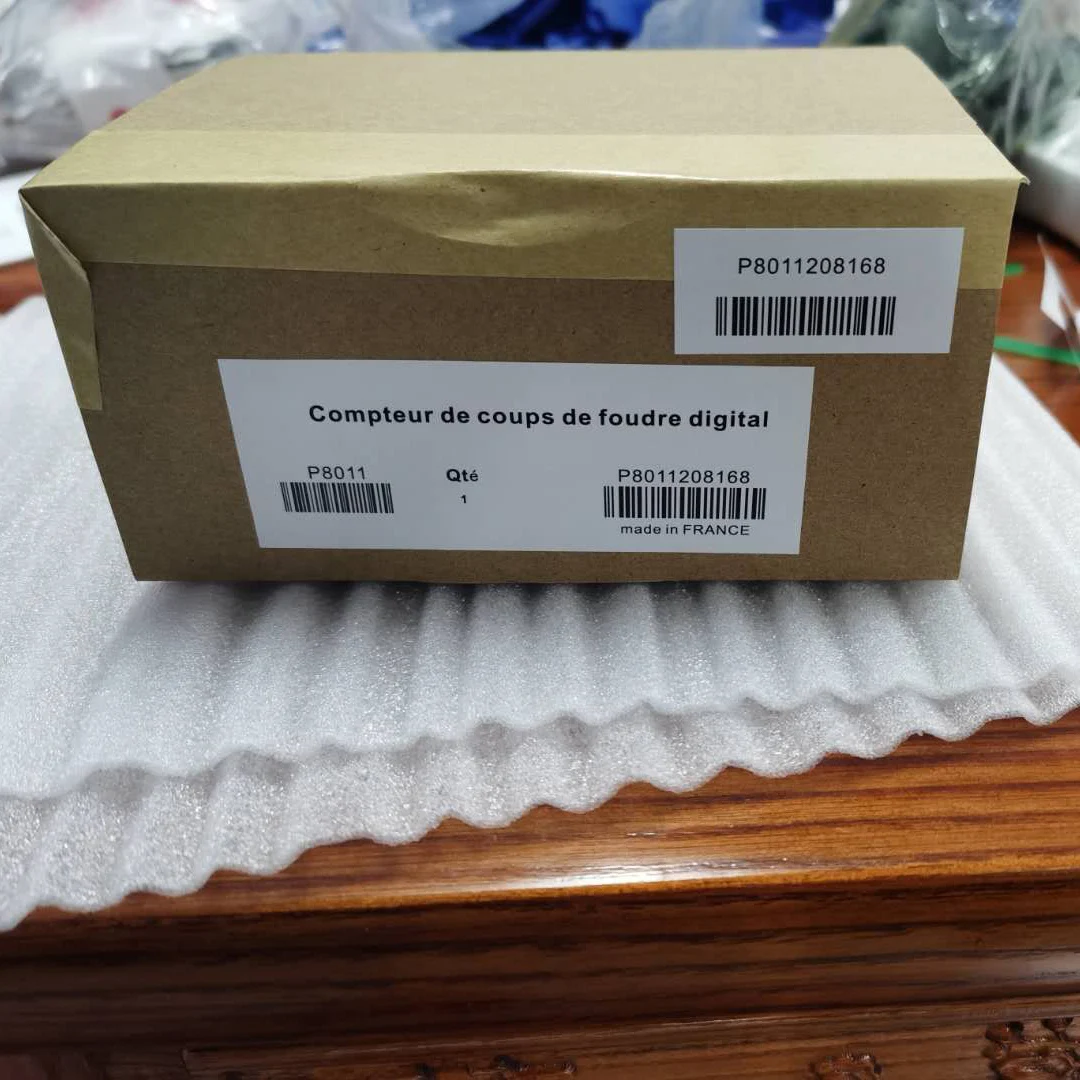 P8011208168
Compteur de coups de foudre digital
P8011 Qté P8011208168
1
made in FRANCE